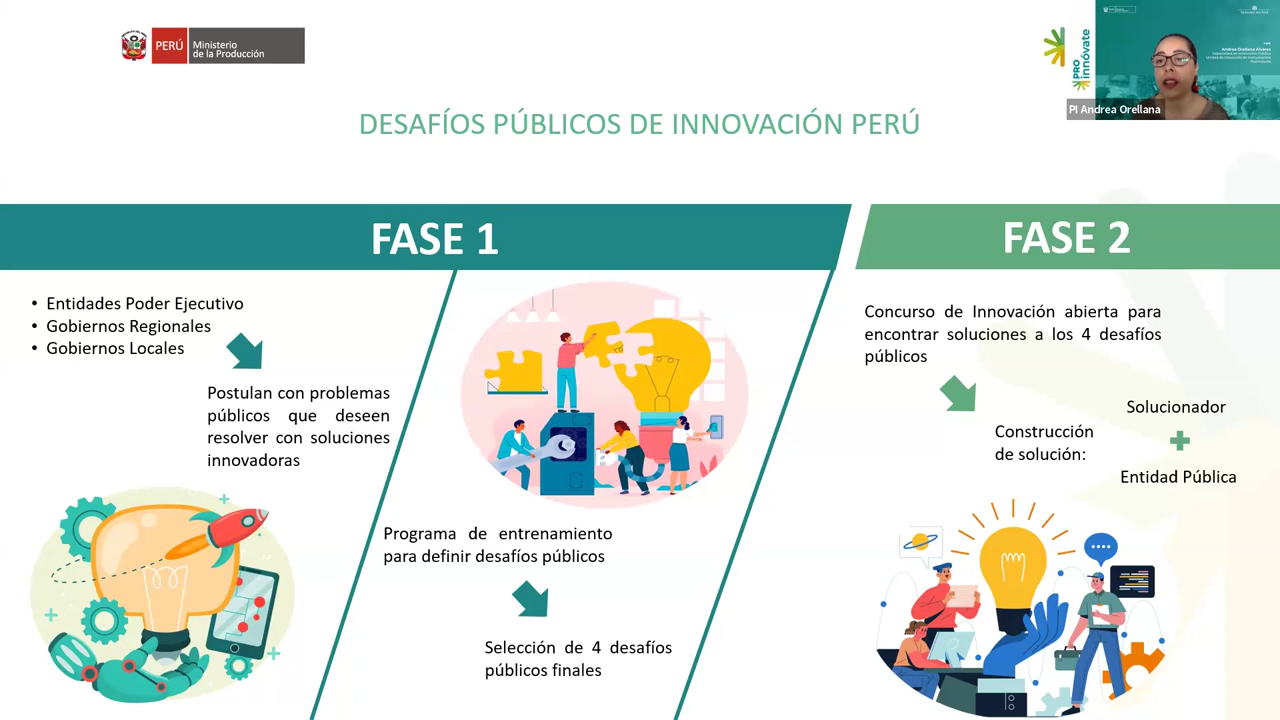 PERÚ
Ministerio
de la Producción
PRO
innóvate
Andrea Orellana Alvarez
PI Andrea Orellana
DESAFÍOS PÚBLICOS DE INNOVACIÓN PERÚ
FASE 1
FASE 2
• Entidades Poder Ejecutivo
• Gobiernos Regionales
• Gobiernos Locales
Postulan con problemas
públicos que deseen
resolver con soluciones
innovadoras
Programa de entrenamiento
para definir desafíos públicos
Selección de 4 desafíos
públicos finales
Concurso de Innovación abierta para
encontrar soluciones a los 4 desafíos
públicos
Construcción
de solución:
Solucionador
Entidad Pública